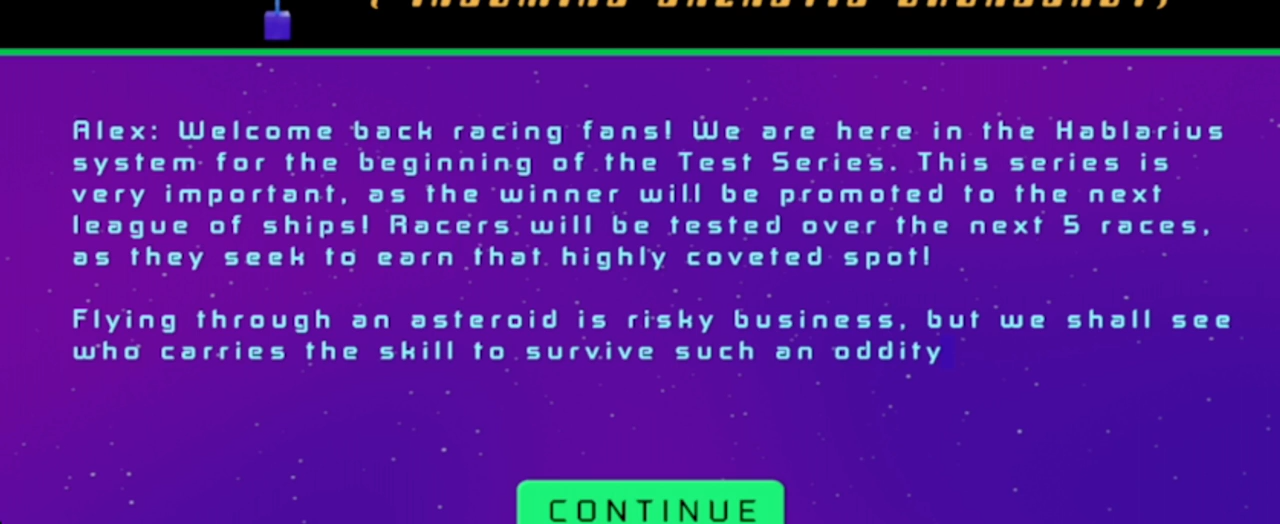 Alex: Welcome back racing fans! We are here in the Hablarius
system for the beginning of the Test Series. This series is
very important, as the winner will be promoted to the next
league of ships! Racers will be tested over the next 5 races,
as they seek to earn that highly coveted spot!
Flying through an asteroid is risky business, but we shall see
who carries the skill to survive such an oddity
CONTINUE